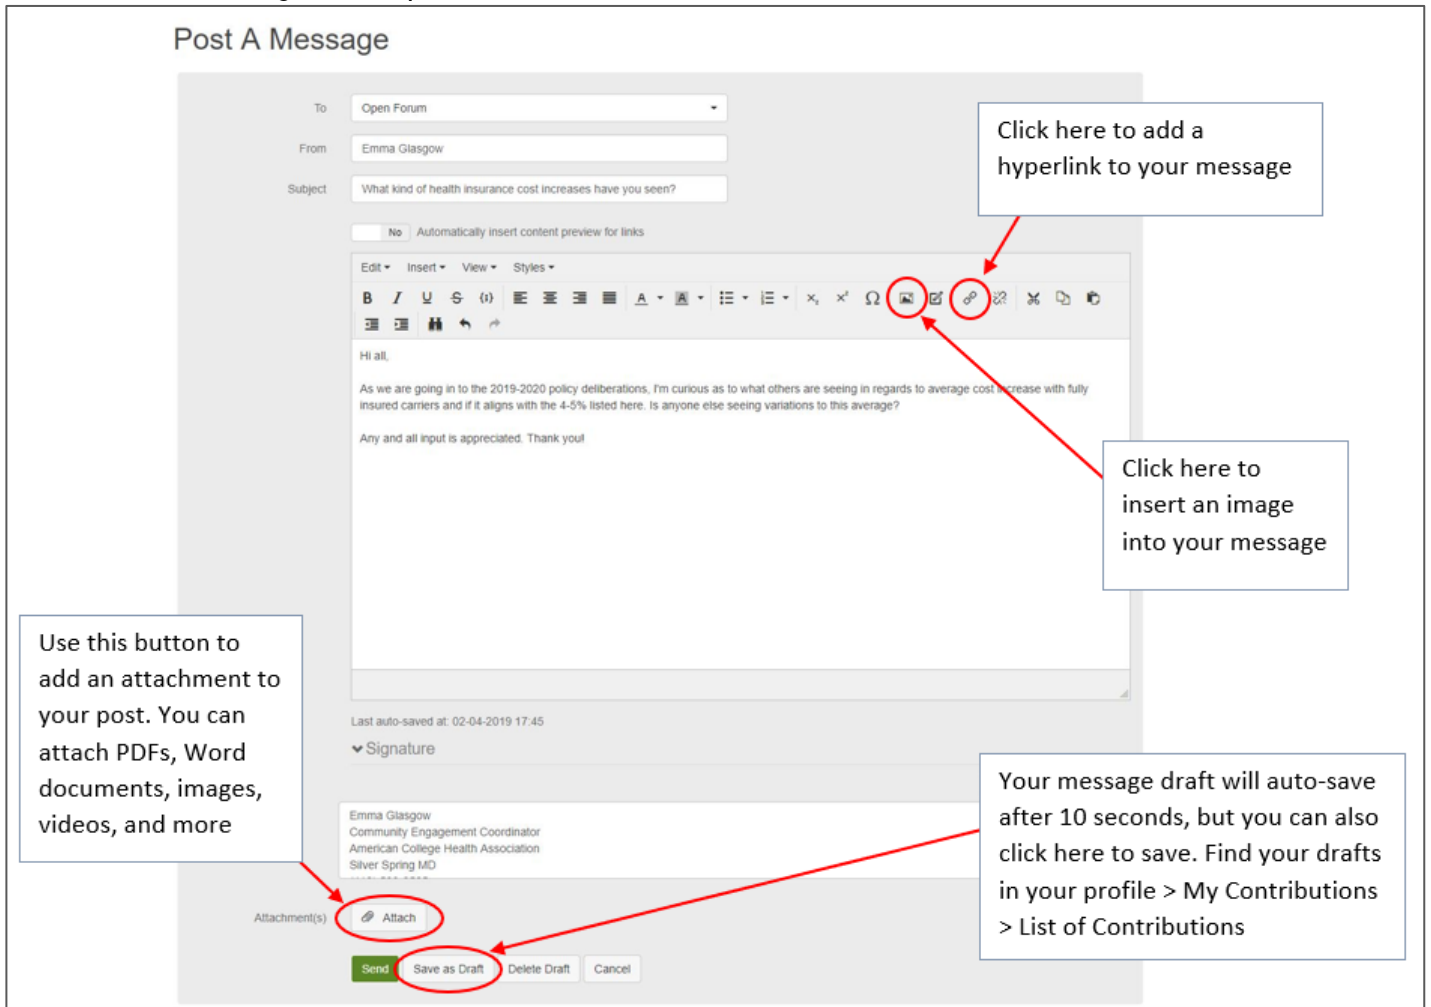 Post A Message
To
Open Forum
From
Emma Glasgow
Subject
What kind of health insurance cost increases have you seen?
No
Automatically insert content preview for links
Edit
Insert
View
Styles
Click here to add a
hyperlink to your message
Hi all,
As we are going in to the 2019-2020 policy deliberations, I'm curious as to what others are seeing in regards to average cost increase with fully
insured carriers and if it aligns with the 4-5% listed here. Is anyone else seeing variations to this average?
Any and all input is appreciated. Thank you!
Click here to
insert an image
into your message
Use this button to
add an attachment to
your post. You can
attach PDFs, Word
documents, images,
videos, and more
Last auto-saved at: 02-04-2019 17:45
Signature
Emma Glasgow
Community Engagement Coordinator
American College Health Association
Silver Spring MD
Your message draft will auto-save
after 10 seconds, but you can also
click here to save. Find your drafts
in your profile > My Contributions
> List of Contributions
Attachment(s)
Attach
Send
Save as Draft
Delete Draft
Cancel